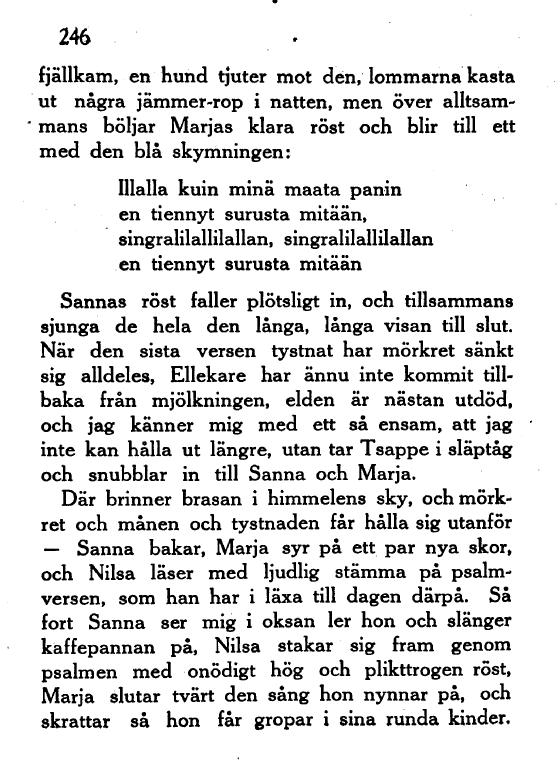 246
fjällkam, en hund tjuter mot den, lommarna kasta
ut några jämmer-rop i natten, men över alltsam-
mans böljar Marjas klara röst och blir till ett
med den blå skymningen:
Illalla kuin minä maata panin
en tiennyt surusta mitään,
singralilallilallan, singralilallilallan
en tiennyt surusta mitään
Sannas röst faller plötsligt in, och tillsammans
sjunga de hela den långa, långa visan till slut.
När den sista versen tystnat har mörkret sänkt
sig alldeles, Ellekare har ännu inte kommit till-
baka från mjölkningen, elden är nästan utdöd,
och jag känner mig med ett så ensam, att jag
inte kan hålla ut längre, utan tar Tsappe i släptåg
och snubblar in till Sanna och Marja.
Där brinner brasan i himmelens sky, och mörk-
ret och månen och tystnaden får hålla sig utanför
— Sanna bakar, Marja syr på ett par nya skor,
och Nilsa läser med ljudlig stämma på psalm-
versen, som han har i läxa till dagen därpå. Så
fort Sanna ser mig i oksan ler hon och slänger
kaffepannan på, Nilsa stakar sig fram genom
psalmen med onödigt hög och plikttrogen röst,
Marja slutar tvärt den sång hon nynnar på, och
skrattar så hon får gropar i sina runda kinder.